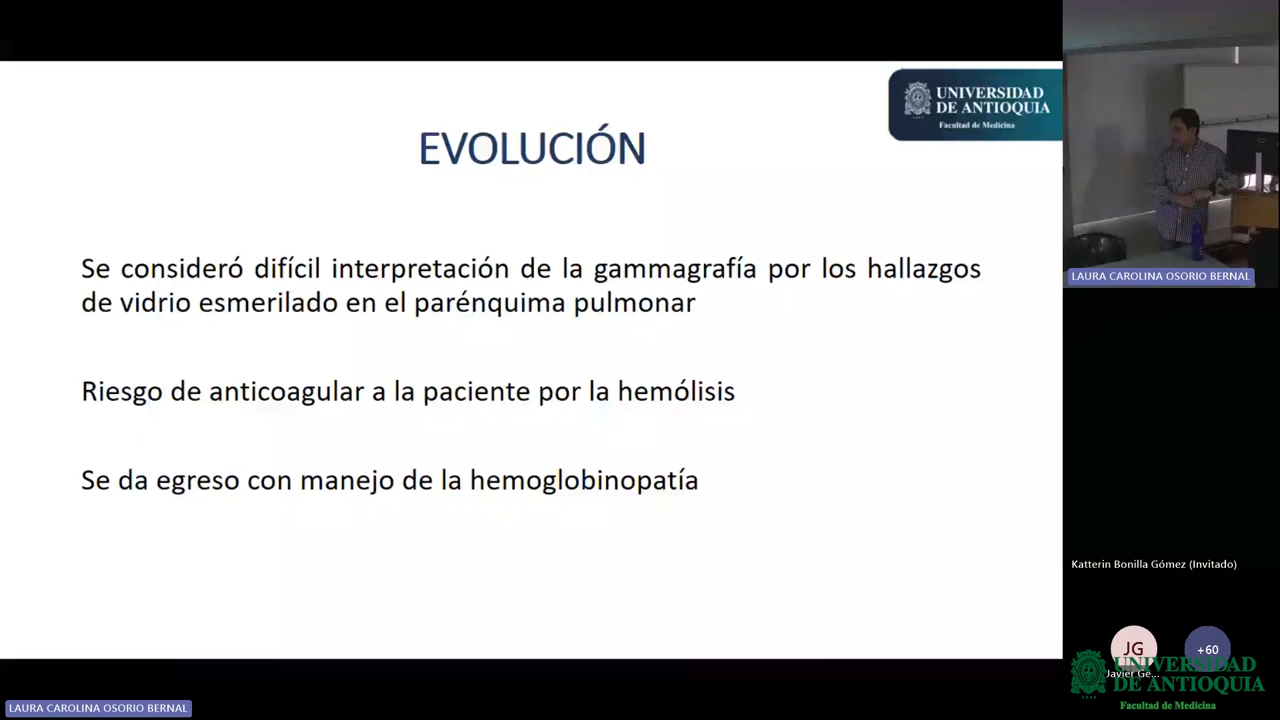 UNIVERSIDAD
DE ANTIOQUIA
Facultad de Medicina
EVOLUCIÓN
Se consideró difícil interpretación de la gammagrafía por los hallazgos
de vidrio esmerilado en el parénquima pulmonar
Riesgo de anticoagular a la paciente por la hemólisis
Se da egreso con manejo de la hemoglobinopatía
LAURA CAROLINA OSORIO BERNAL
Katterin Bonilla Gómez (Invitado)
JG
+60
Javier Ge...
UNIVERSIDAD
DE ANTIOQUIA
Facultad de Medicina
LAURA CAROLINA OSORIO BERNAL